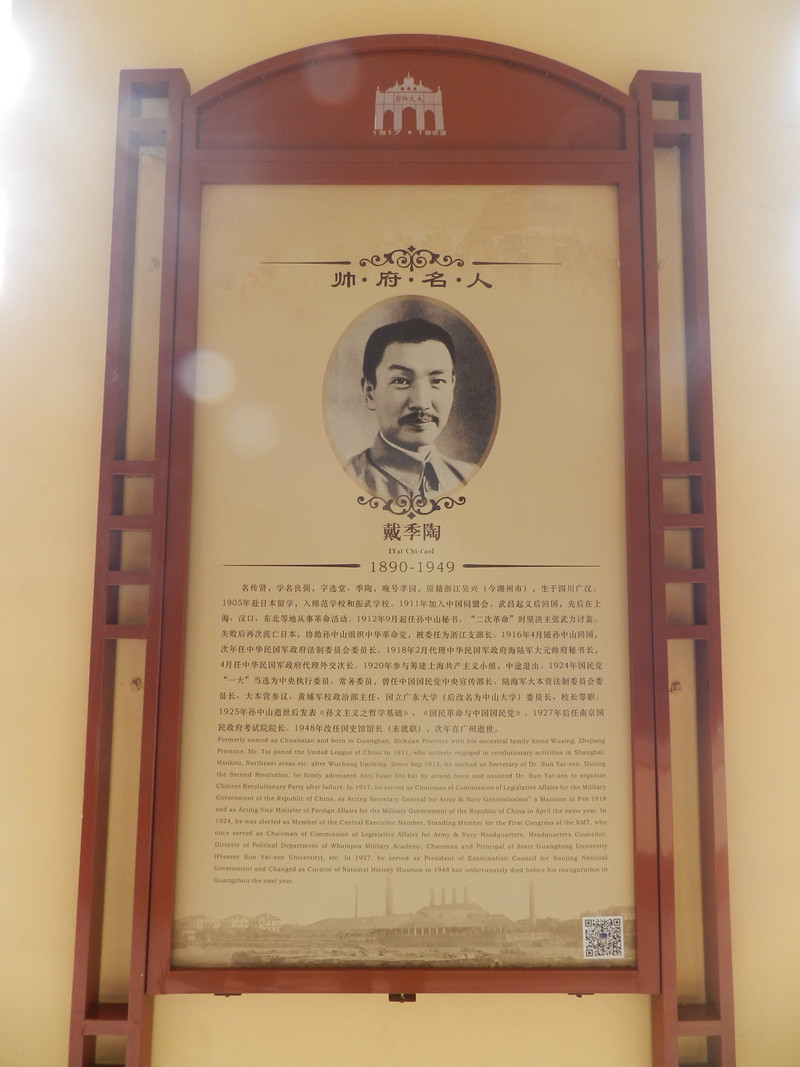 大元帅府
1917 • 1923
帅·府·名·人
戴季陶
[Tai Chi-t'ao]
1890-1949
名传贤，学名良弼，字选堂、季陶，晚号孝园，原籍浙江吴兴（今湖州市），生于四川广汉。
1905年赴日本留学，入师范学校和振武学校。1911年加入中国同盟会。武昌起义后回国，先后在上
海、汉口、东北等地从事革命活动。1912年9月起任孙中山秘书。“二次革命”时坚决主张武力讨袁。
失败后再次流亡日本，协助孙中山组织中华革命党，被委任为浙江支部长。1916年4月随孙中山回国，
次年任中华民国军政府法制委员会委员长。1918年2月代理中华民国军政府海陆军大元帅府秘书长，
4月任中华民国军政府代理外交次长。1920年参与筹建上海共产主义小组，中途退出。1924年国民党
“一大”当选为中央执行委员、常务委员，曾任中国国民党中央宣传部长、陆海军大本营法制委员会委
员长、大本营参议、黄埔军校政治部主任、国立广东大学（后改名为中山大学）委员长、校长等职。
1925年孙中山逝世后发表《孙文主义之哲学基础》、《国民革命与中国国民党》。1927年后任南京国
民政府考试院院长。1948年改任国史馆馆长（未就职），次年在广州逝世。
Formerly named as Chuanxian and born in Guanghan, Sichuan Province with his ancestral family home Wuxing, Zhejiang
Province, Mr. Tai joined the United League of China in 1911, who actively engaged in revolutionary activities in Shanghai,
Hankou, Northeast areas.etc. after Wuchang Uprising. Since Sep.1912, he worked as Secretary of Dr. Sun Yat-sen. During
the Second Revolution, he firmly advocated Anti-Yuan Shi-kai by armed force and assisted Dr. Sun Yat-sen to organize
Chinese Revolutionary Party after failure. In 1917, he served as Chairman of Commission of Legislative Affairs for the Military
Government of the Republic of China, as Acting Secretary General for Army & Navy Generalissimo's Mansion in Feb.1918
and as Acting Vice Minister of Foreign Affairs for the Military Government of the Republic of China in April the same year. In
1924, he was elected as Member of the Central Executive Member, Standing Member for the First Congress of the KMT, who
once served as Chairman of Commission of Legislative Affairs for Army & Navy Headquarters, Headquarters Councilor,
Director of Political Department of Whampoa Military Academy, Chairman and Principal of State Guangdong University
(Present Sun Yat-sen University), etc. In 1927, he served as President of Examination Council for Nanjing National
Government and Changed as Curator of National History Museum in 1948 but unfortunately died before his inauguration in
Guangzhou the next year.